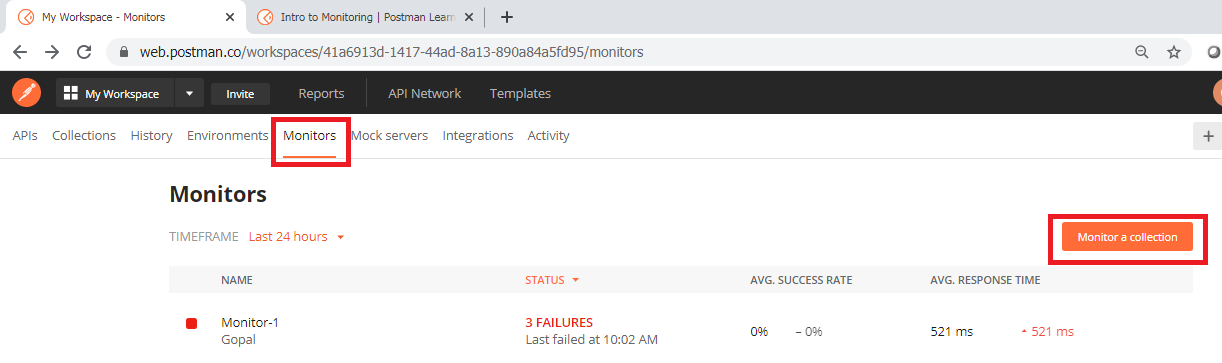 My Workspace - Monitors
Intro to Monitoring | Postman Learn
web.postman.co/workspaces/41a6913d-1417-44ad-8a13-890a84a5fd95/monitors
My Workspace Invite Reports API Network Templates
APIs Collections History Environments Monitors Mock servers Integrations Activity
Monitors
TIMEFRAME Last 24 hours
Monitor a collection
NAME STATUS AVG. SUCCESS RATE AVG. RESPONSE TIME
Monitor-1 3 FAILURES
0% – 0% 521 ms 521 ms
Gopal Last failed at 10:02 AM